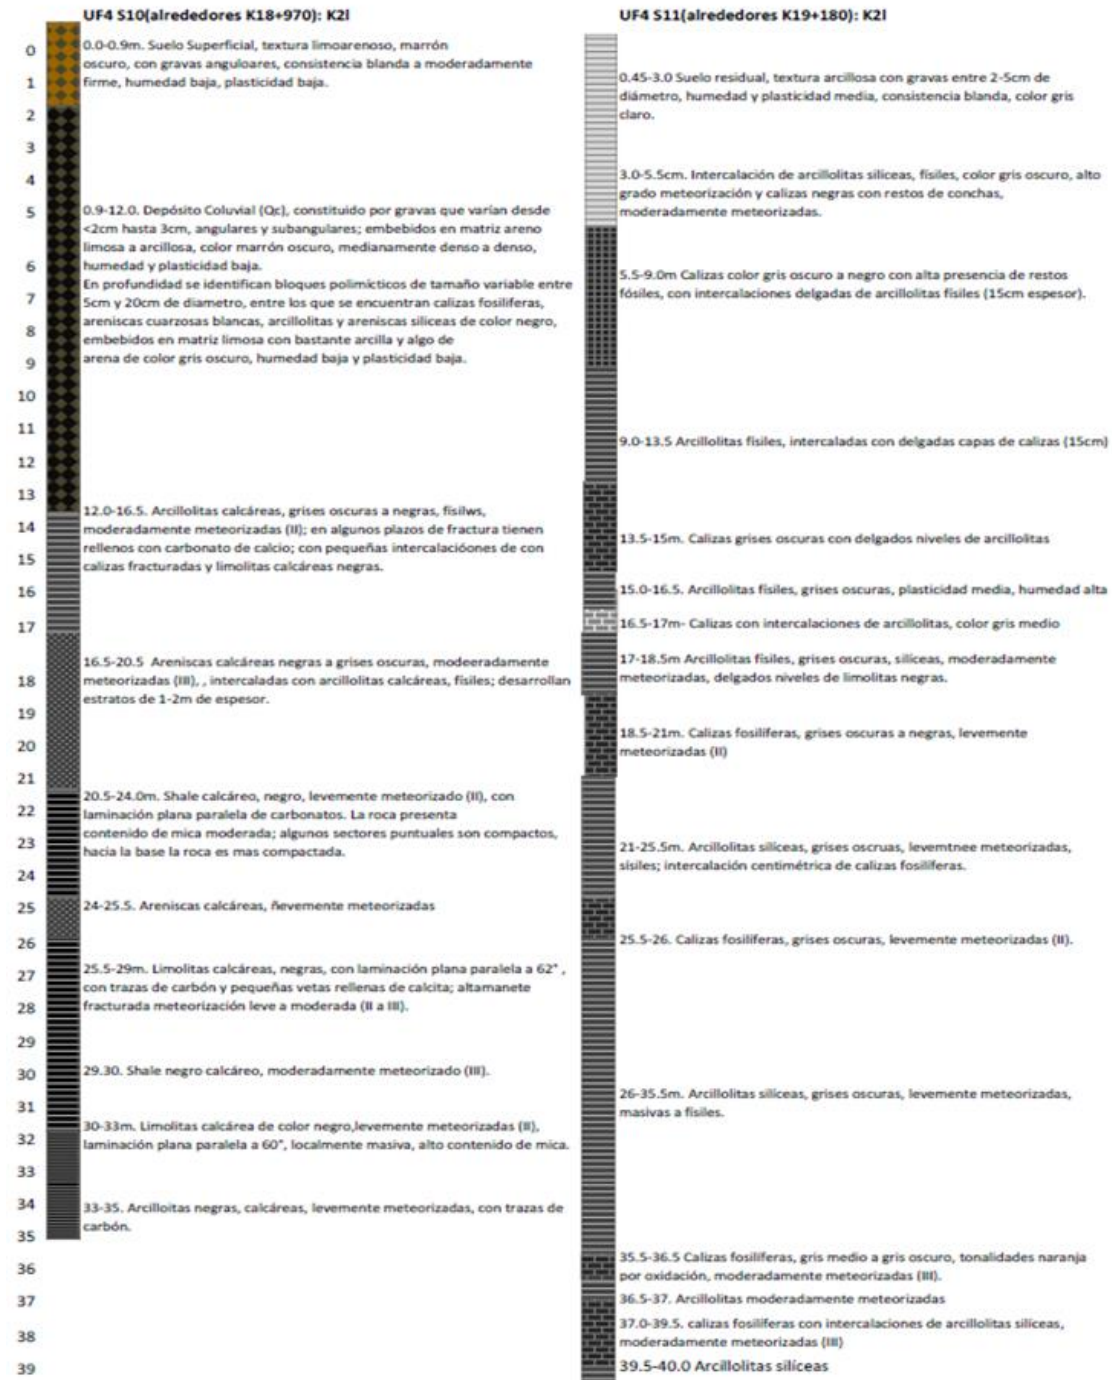 UF4 S10(alrededores K18+970): K2l
0.0-0.9m. Suelo Superficial, textura limoarenoso, marrón
oscuro, con gravas anguloares, consistencia blanda a moderadamente
firme, humedad baja, plasticidad baja.
0.9-12.0. Depósito Coluvial (Qc), constituido por gravas que varían desde
<2cm hasta 3cm, angulares y subangulares; embebidos en matriz areno
limosa a arcillosa, color marrón oscuro, medianamente denso a denso,
humedad y plasticidad baja.
En profundidad se identifican bloques polimícticos de tamaño variable entre
5cm y 20cm de diametro, entre los que se encuentran calizas fosiliferas,
areniscas cuarzosas blancas, arcillolitas y areniscas siliceas de color negro,
embebidos en matriz limosa con bastante arcilla y algo de
arena de color gris oscuro, humedad baja y plasticidad baja.
12.0-16.5. Arcillolitas calcáreas, grises oscuras a negras, físilws,
moderadamente meteorizadas (II); en algunos plazos de fractura tienen
rellenos con carbonato de calcio; con pequeñas intercalaciónones de con
calizas fracturadas y limolitas calcáreas negras.
16.5-20.5 Areniscas calcáreas negras a grises oscuras, modeeradamente
meteorizadas (III), , intercaladas con arcillolitas calcáreas, físiles; desarrollan
estratos de 1-2m de espesor.
20.5-24.0m. Shale calcáreo, negro, levemente meteorizado (II), con
laminación plana paralela de carbonatos. La roca presenta
contenido de mica moderada; algunos sectores puntuales son compactos,
hacia la base la roca es mas compactada.
24-25.5. Areniscas calcáreas, ñevemente meteorizadas
25.5-29m. Limolitas calcáreas, negras, con laminación plana paralela a 62° ,
con trazas de carbón y pequeñas vetas rellenas de calcita; altamanete
fracturada meteorización leve a moderada (II a III).
29.30. Shale negro calcáreo, moderadamente meteorizado (III).
30-33m. Limolitas calcárea de color negro,levemente meteorizadas (II),
laminación plana paralela a 60°, localmente masiva, alto contenido de mica.
33-35. Arcilloitas negras, calcáreas, levemente meteorizadas, con trazas de
carbón.
0
1
2
3
4
5
6
7
8
9
10
11
12
13
14
15
16
17
18
19
20
21
22
23
24
25
26
27
28
29
30
31
32
33
34
35
36
37
38
39
UF4 S11(alrededores K19+180): K2l
0.45-3.0 Suelo residual, textura arcillosa con gravas entre 2-5cm de
diámetro, humedad y plasticidad media, consistencia blanda, color gris
claro.
3.0-5.5cm. Intercalación de arcillolitas silíceas, físiles, color gris oscuro, alto
grado meteorización y calizas negras con restos de conchas,
moderadamente meteorizadas.
5.5-9.0m Calizas color gris oscuro a negro con alta presencia de restos
fósiles, con intercalaciones delgadas de arcillolitas físiles (15cm espesor).
9.0-13.5 Arcillolitas físiles, intercaladas con delgadas capas de calizas (15cm)
13.5-15m. Calizas grises oscuras con delgados niveles de arcillolitas
15.0-16.5. Arcillolitas físiles, grises oscuras, plasticidad media, humedad alta
16.5-17m- Calizas con intercalaciones de arcillolitas, color gris medio
17-18.5m Arcillolitas físiles, grises oscuras, silíceas, moderadamente
meteorizadas, delgados niveles de limolitas negras.
18.5-21m. Calizas fosilíferas, grises oscuras a negras, levemente
meteorizadas (II)
21-25.5m. Arcillolitas silíceas, grises oscruas, levemtnee meteorizadas,
sisiles; intercalación centimétrica de calizas fosilíferas.
25.5-26. Calizas fosilíferas, grises oscuras, levemente meteorizadas (II).
26-35.5m. Arcillolitas silíceas, grises oscuras, levemente meteorizadas,
masivas a físiles.
35.5-36.5 Calizas fosilíferas, gris medio a gris oscuro, tonalidades naranja
por oxidación, moderadamente meteorizadas (III).
36.5-37. Arcillolitas moderadamente meteorizadas
37.0-39.5. calizas fosilíferas con intercalaciones de arcillolitas silíceas,
moderadamente meteorizadas (III)
39.5-40.0 Arcillolitas silíceas